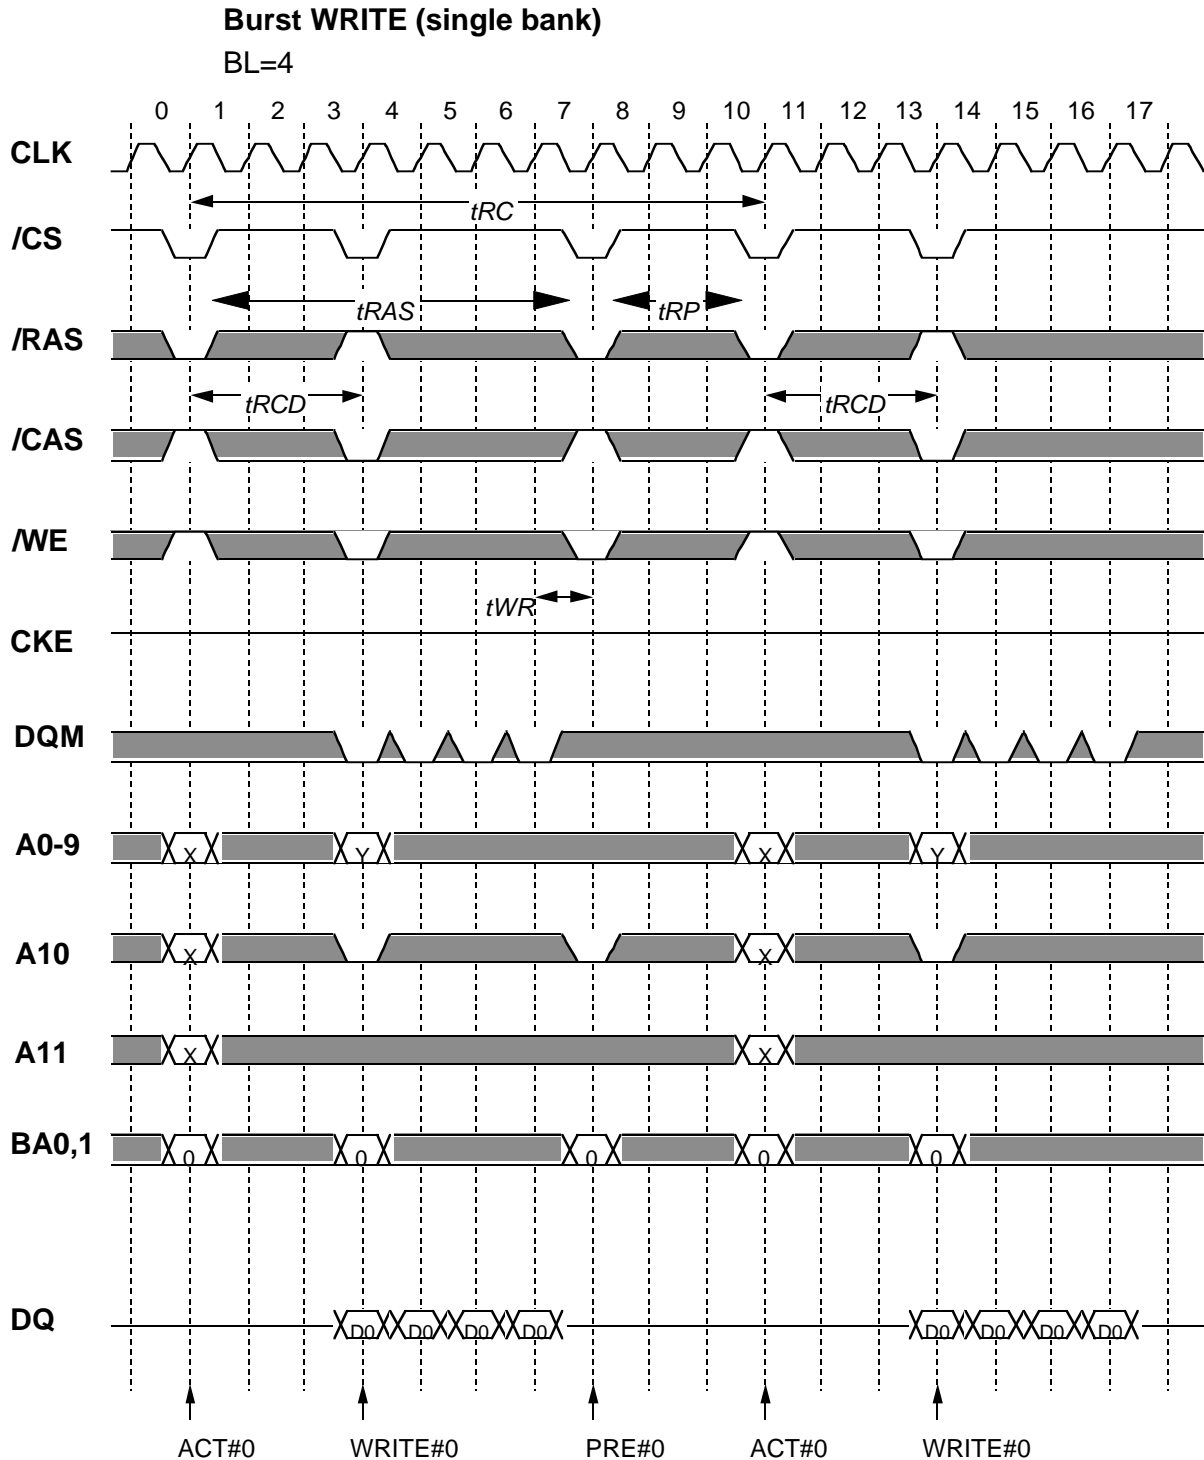 Burst WRITE (single bank)
BL=4
0 1 2 3 4 5 6 7 8 9 10 11 12 13 14 15 16 17
CLK
tRC
/CS
tRAS tRP
/RAS
tRCD tRCD
/CAS
/WE
tWR
CKE
DQM
A0-9 X Y X Y
A10 X X
A11 X X
BA0,1 0 0 0 0 0
DQ D0 D0 D0 D0 D0 D0 D0 D0
ACT#0 WRITE#0 PRE#0 ACT#0 WRITE#0